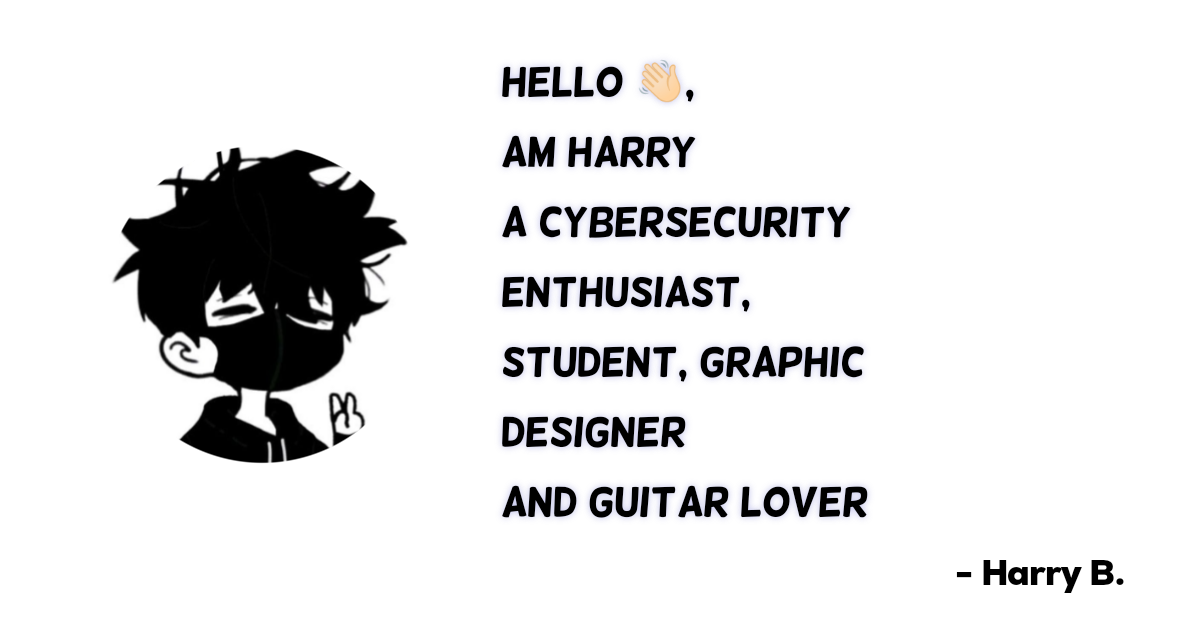 HELLO 👋🏻,
AM HARRY
A CYBERSECURITY
ENTHUSIAST,
STUDENT, GRAPHIC
DESIGNER
AND GUITAR LOVER
- Harry B.